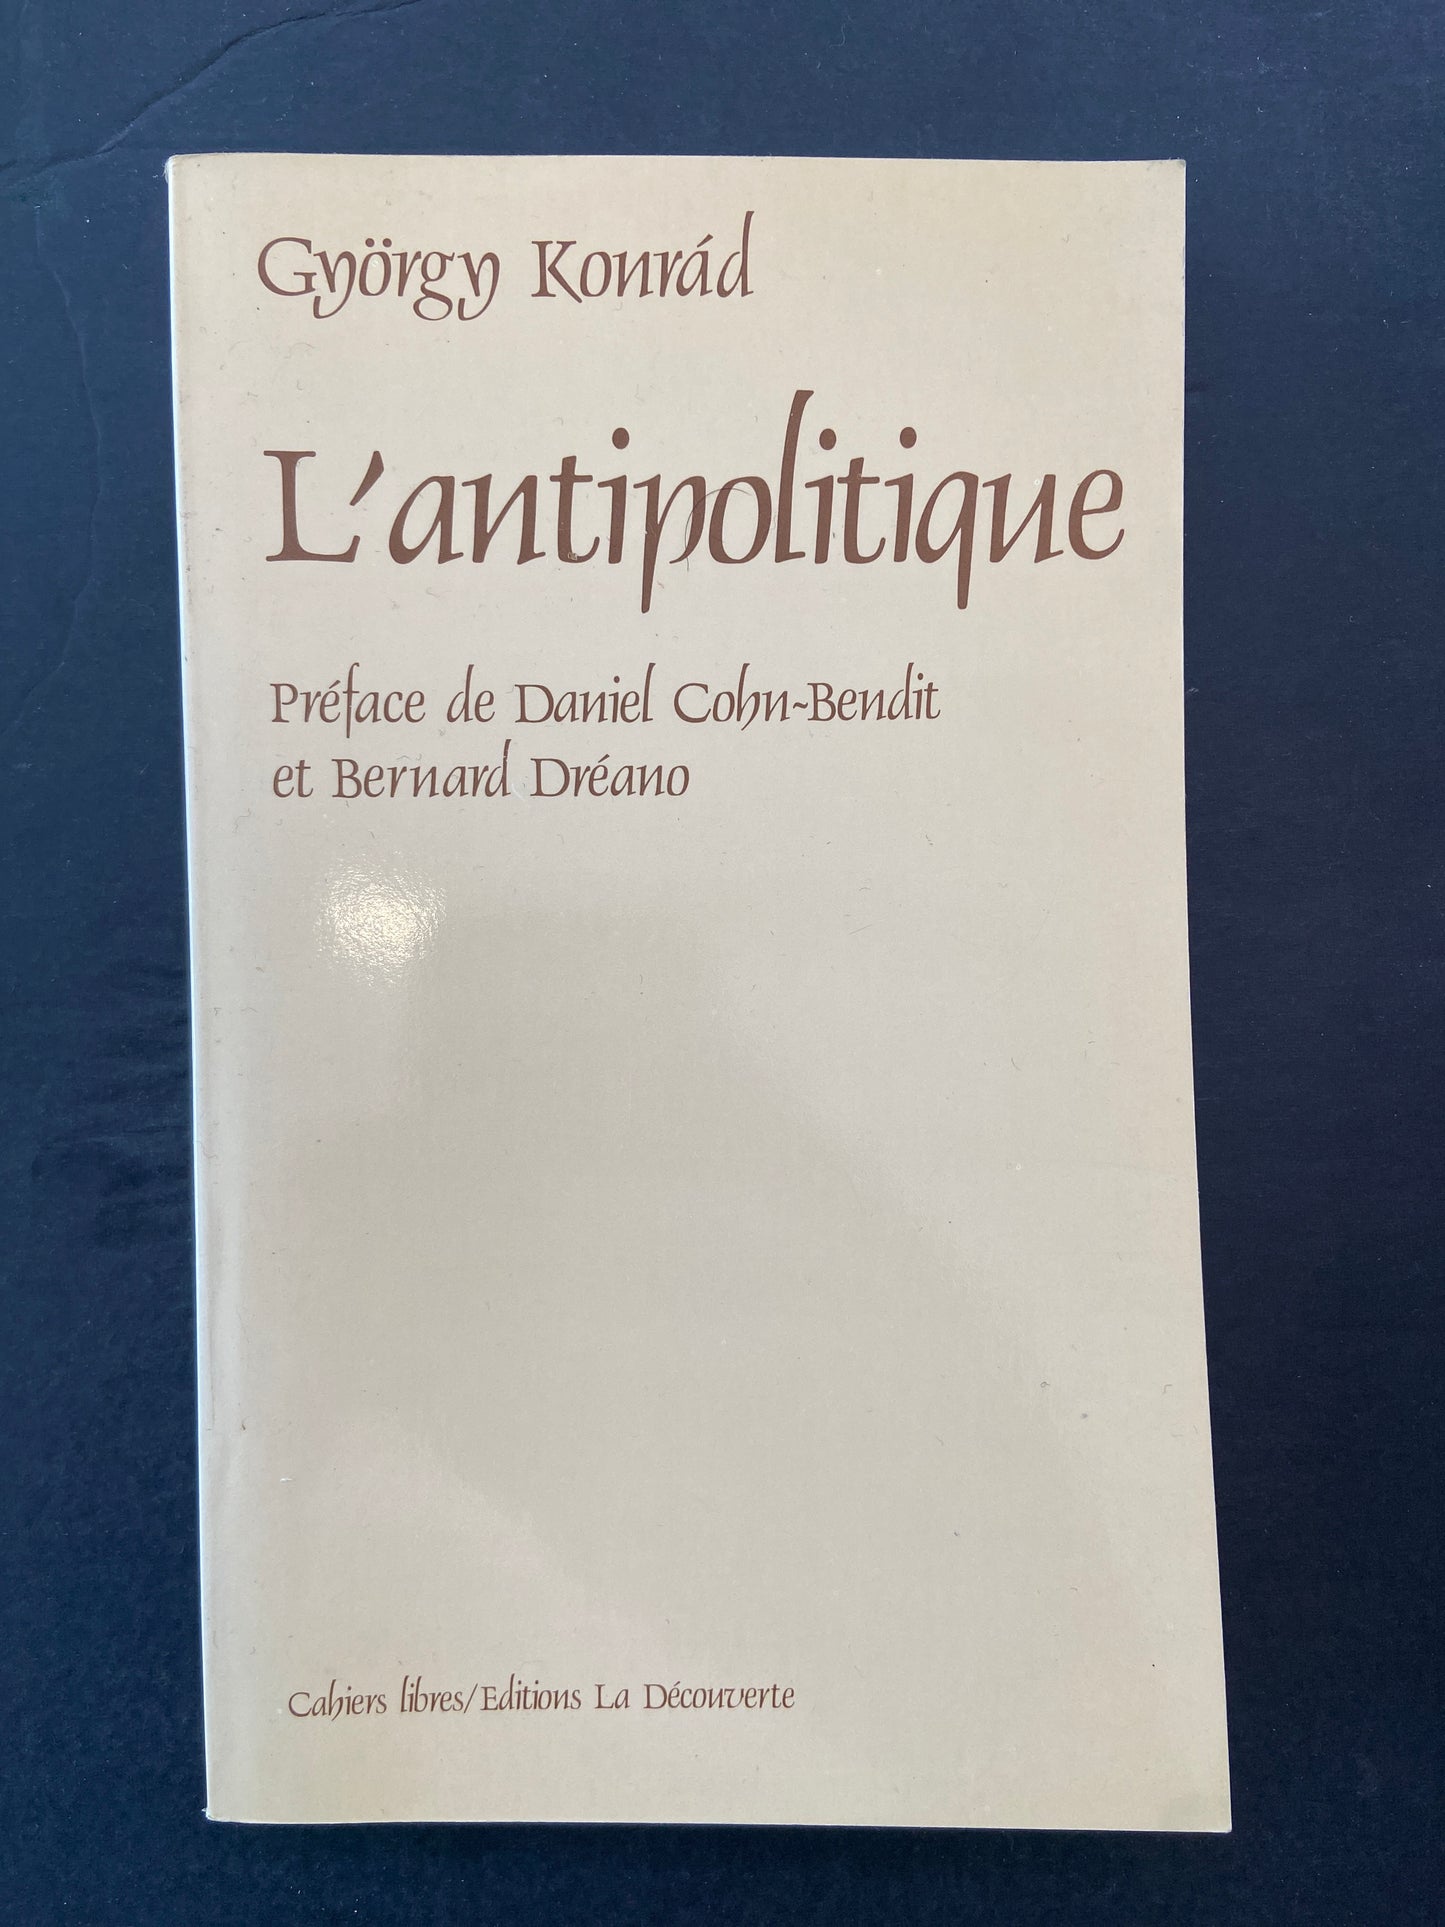 György Konrád
L'antipolitique
Préface de Daniel Cohn-Bendit
et Bernard Dréano
Cahiers libres/Editions La Découverte